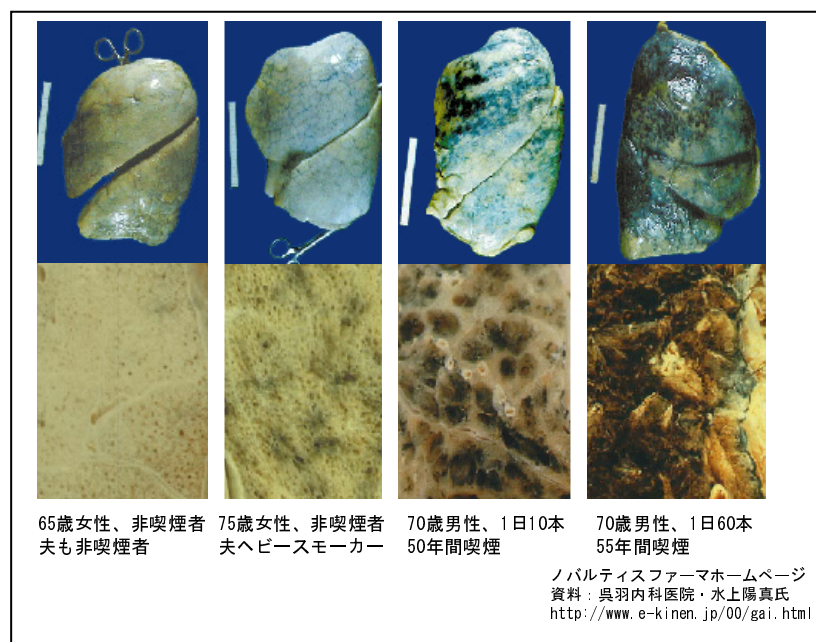 65歳女性、非喫煙者
夫も非喫煙者
75歳女性、非喫煙者
夫ヘビースモーカー
70歳男性、1日10本
50年間喫煙
70歳男性、1日60本
55年間喫煙
ノバルティスファーマホームページ
資料：呉羽内科医院・水上陽真氏
http://www.e-kinen.jp/00/gai.html